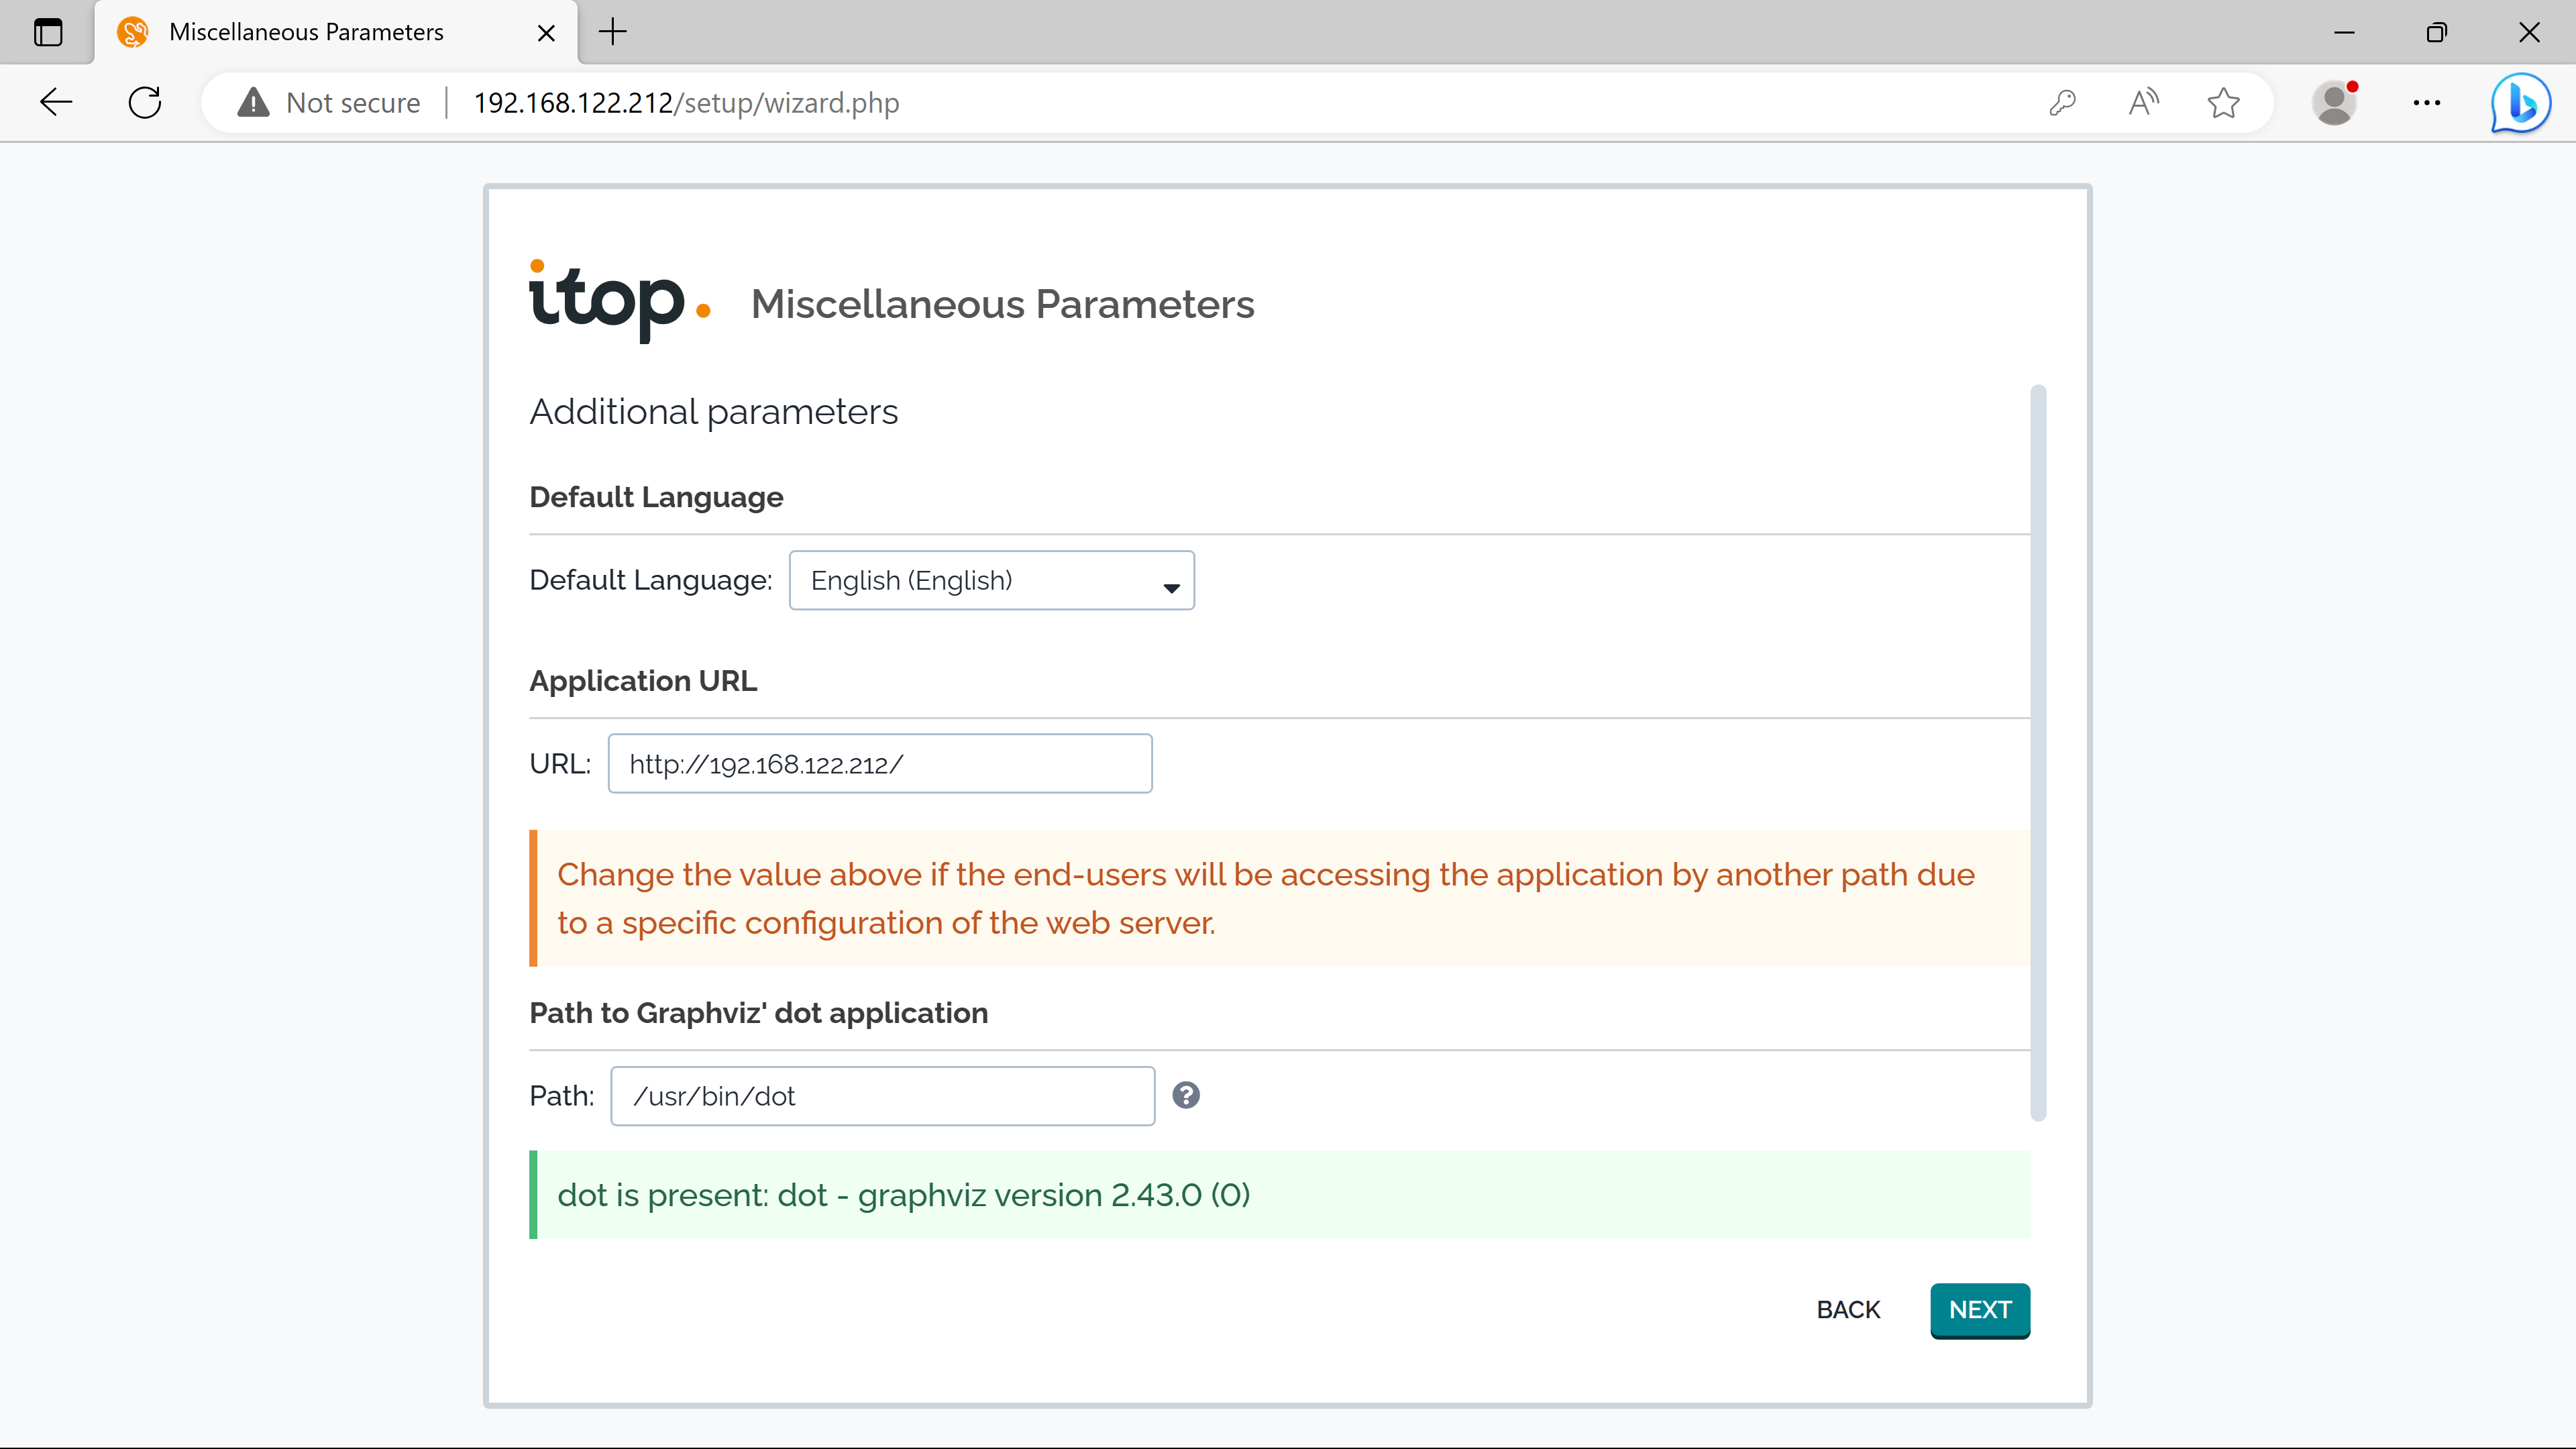 Miscellaneous Parameters
Not secure
192.168.122.212/setup/wizard.php
itop
Miscellaneous Parameters
Additional parameters
Default Language
Default Language: English (English)
Application URL
URL: http://192.168.122.212/
Change the value above if the end-users will be accessing the application by another path due
to a specific configuration of the web server.
Path to Graphviz' dot application
Path: /usr/bin/dot
dot is present: dot - graphviz version 2.43.0 (0)
BACK NEXT